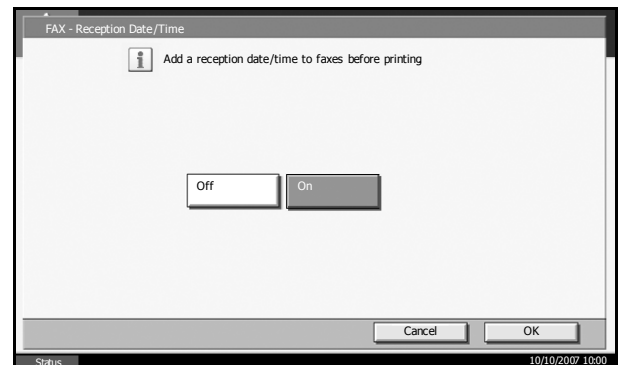 FAX - Reception Date/Time
Add a reception date/time to faxes before printing
Off
On
Cancel
OK
Status
10/10/2007 10:00